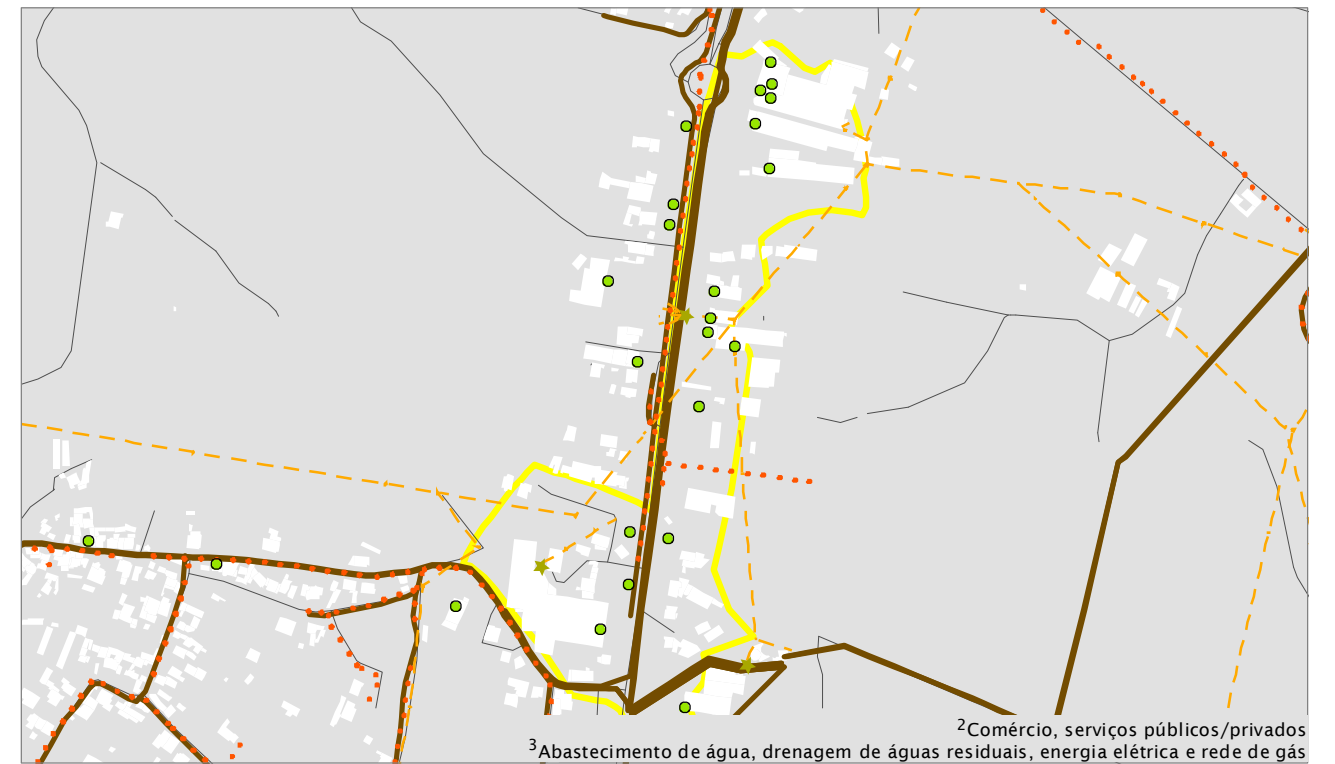 ²Comércio, serviços públicos/privados
³Abastecimento de água, drenagem de águas residuais, energia elétrica e rede de gás